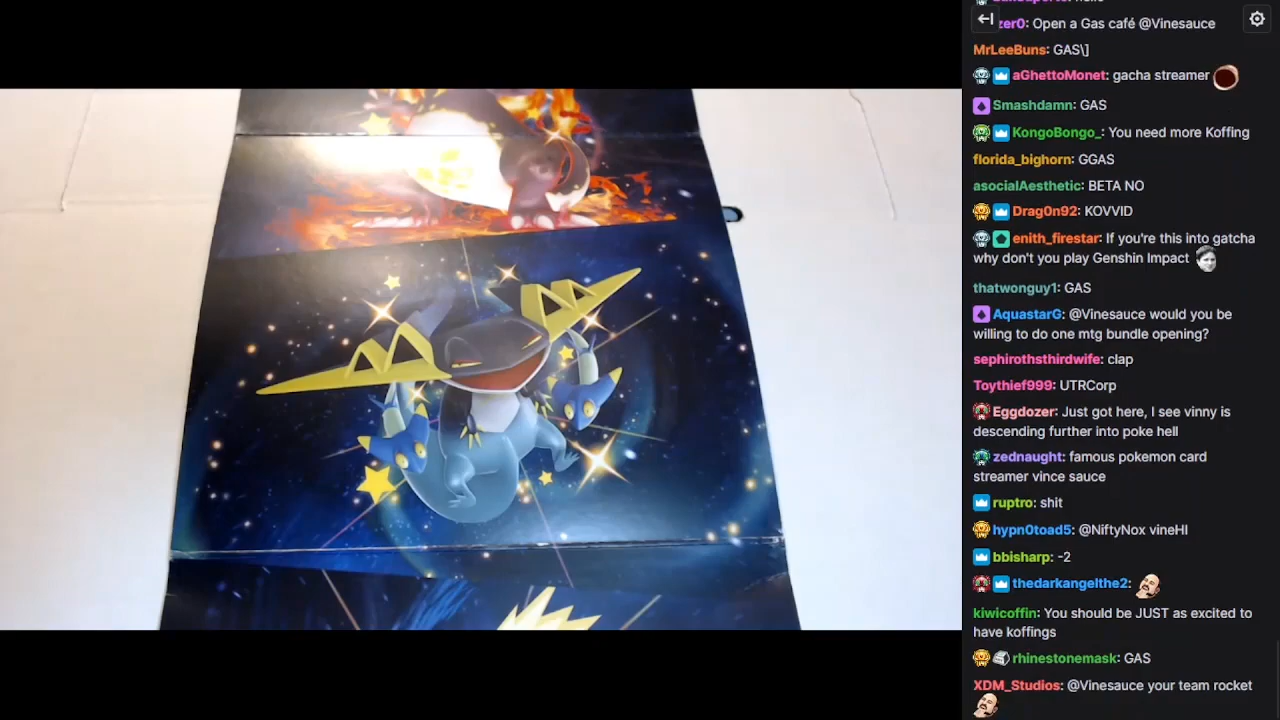 zer0: Open a Gas café @Vinesauce
MrLeeBuns: GAS\]
aGhettoMonet: gacha streamer
Smashdamn: GAS
KongoBongo_: You need more Koffing
florida_bighorn: GGAS
asocialAesthetic: BETA NO
Drag0n92: KOVVID
enith_firestar: If you're this into gatcha
why don't you play Genshin Impact
thatwonguy1: GAS
AquastarG: @Vinesauce would you be
willing to do one mtg bundle opening?
sephirothsthirdwife: clap
Toythief999: UTRCorp
Eggdozer: Just got here, I see vinny is
descending further into poke hell
zednaught: famous pokemon card
streamer vince sauce
ruptro: shit
hypn0toad5: @NiftyNox vineHI
bbisharp: -2
thedarkangelthe2:
kiwicoffin: You should be JUST as excited to
have koffings
rhinestonemask: GAS
XDM_Studios: @Vinesauce your team rocket